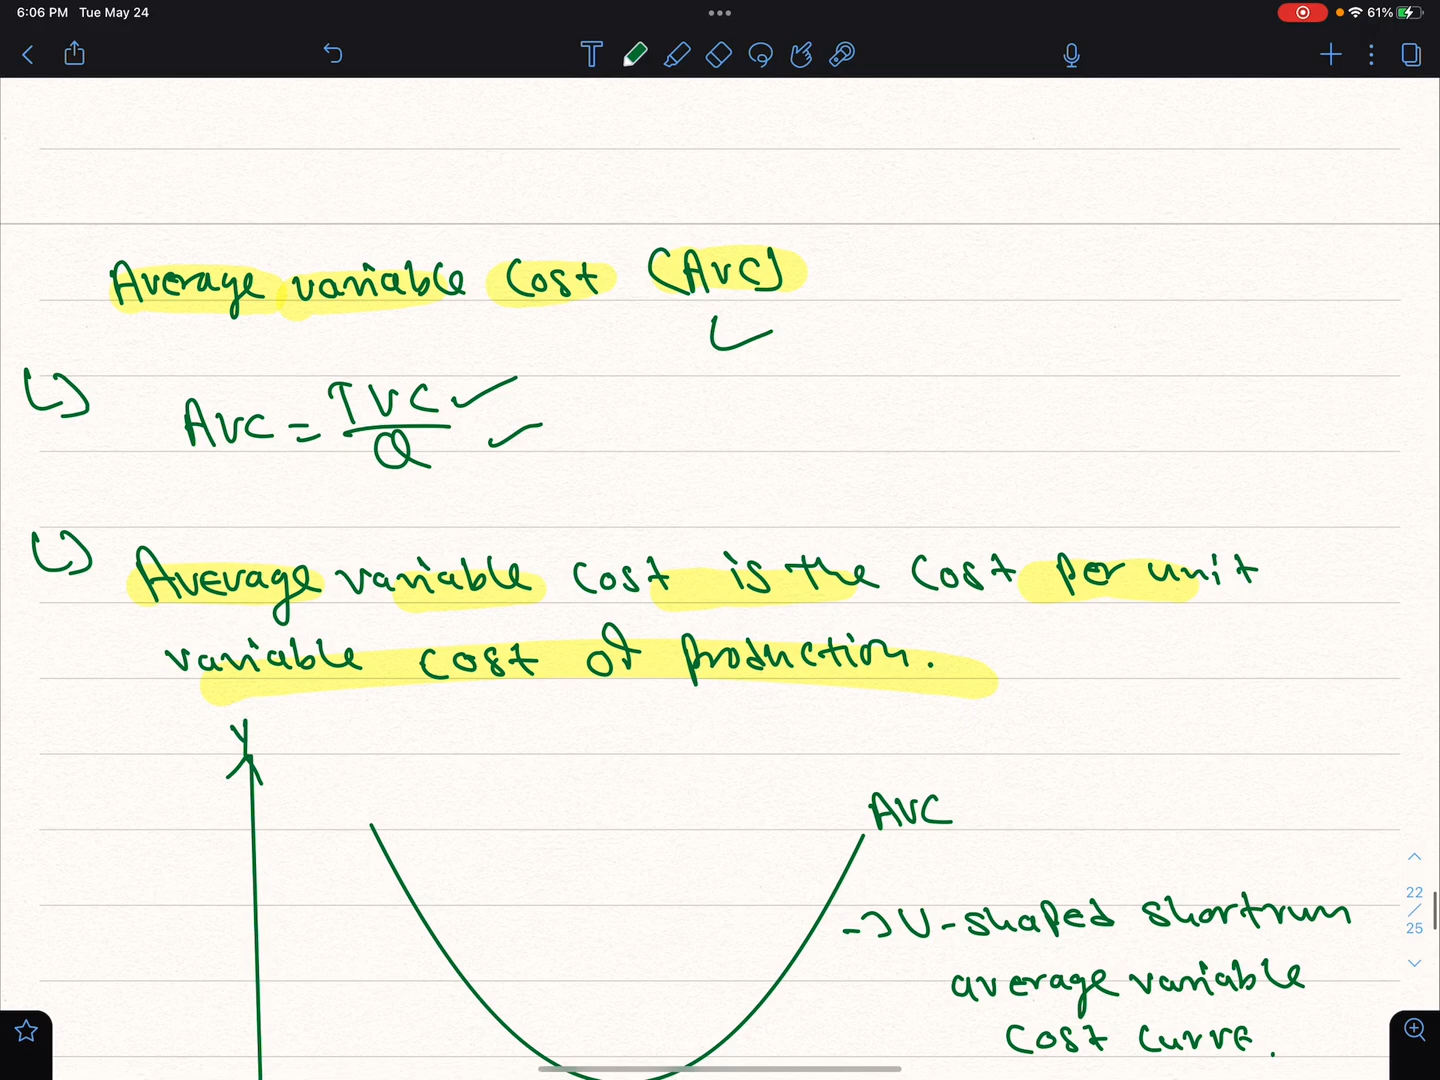 6:06 PM Tue May 24
61%
Average variable cost (AVC)
AVC = TVC
Q
Average variable cost is the cost per unit
variable cost of production.
Y
AVC
→ U-shaped shortrun
average variable
cost curve.
22
/
25